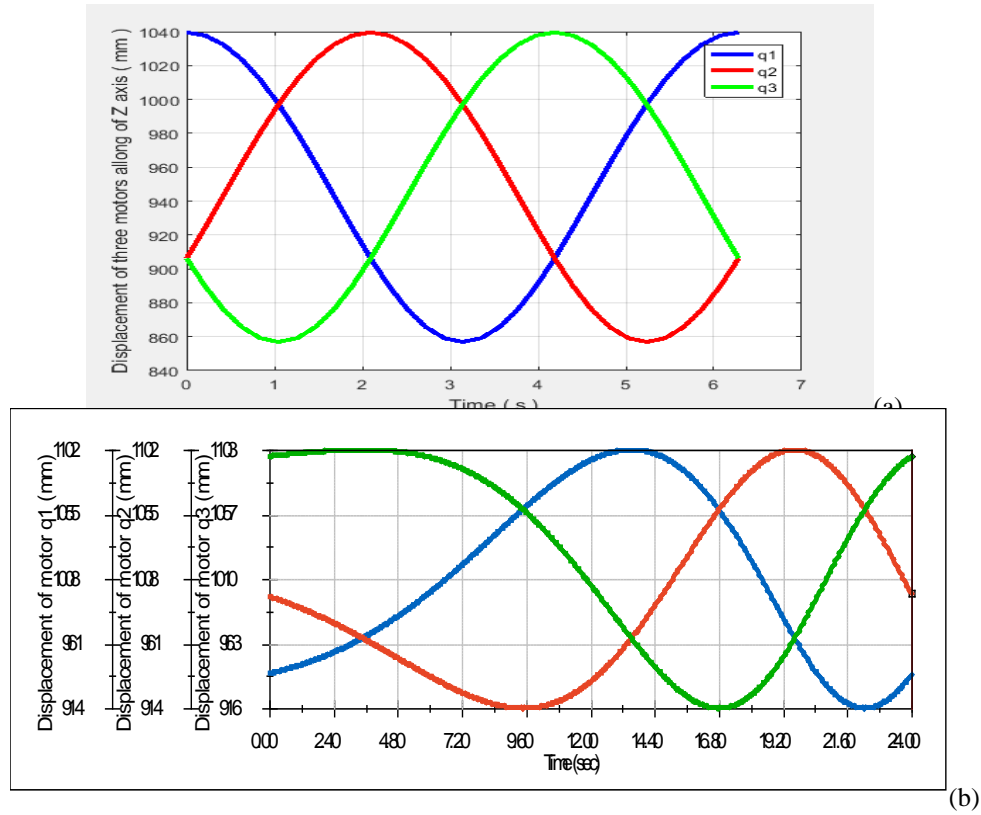 Displacement of three motors allong of Z axis ( mm )
1040
1020
1000
980
960
940
920
900
880
860
840
q1
q2
q3
0 1 2 3 4 5 6 7
Time ( s )
(a)
Displacement of motor q1 (mm)
1102
1055
1008
961
914
Displacement of motor q2 (mm)
1102
1055
1008
961
914
Displacement of motor q3 (mm)
1103
1057
1010
963
916
0.00 2.40 4.80 7.20 9.60 12.00 14.40 16.80 19.20 21.60 24.00
Time (sec)
(b)